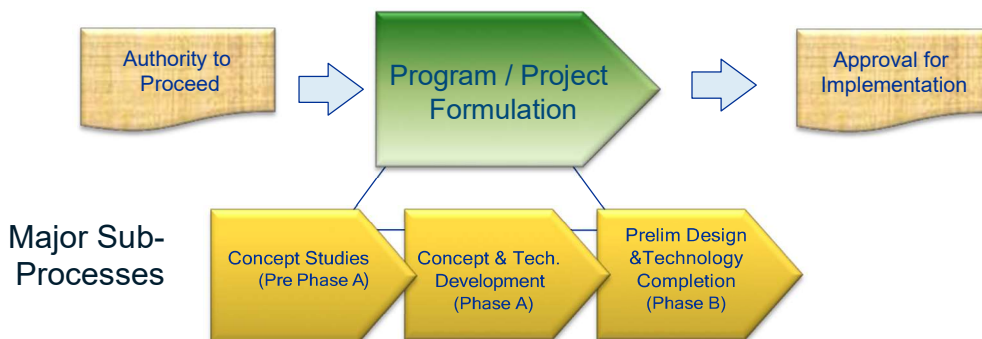 Authority to
Proceed
Program / Project
Formulation
Approval for
Implementation
Major Sub-
Processes
Concept Studies
(Pre Phase A)
Concept & Tech.
Development
(Phase A)
Prelim Design
&Technology
Completion
(Phase B)